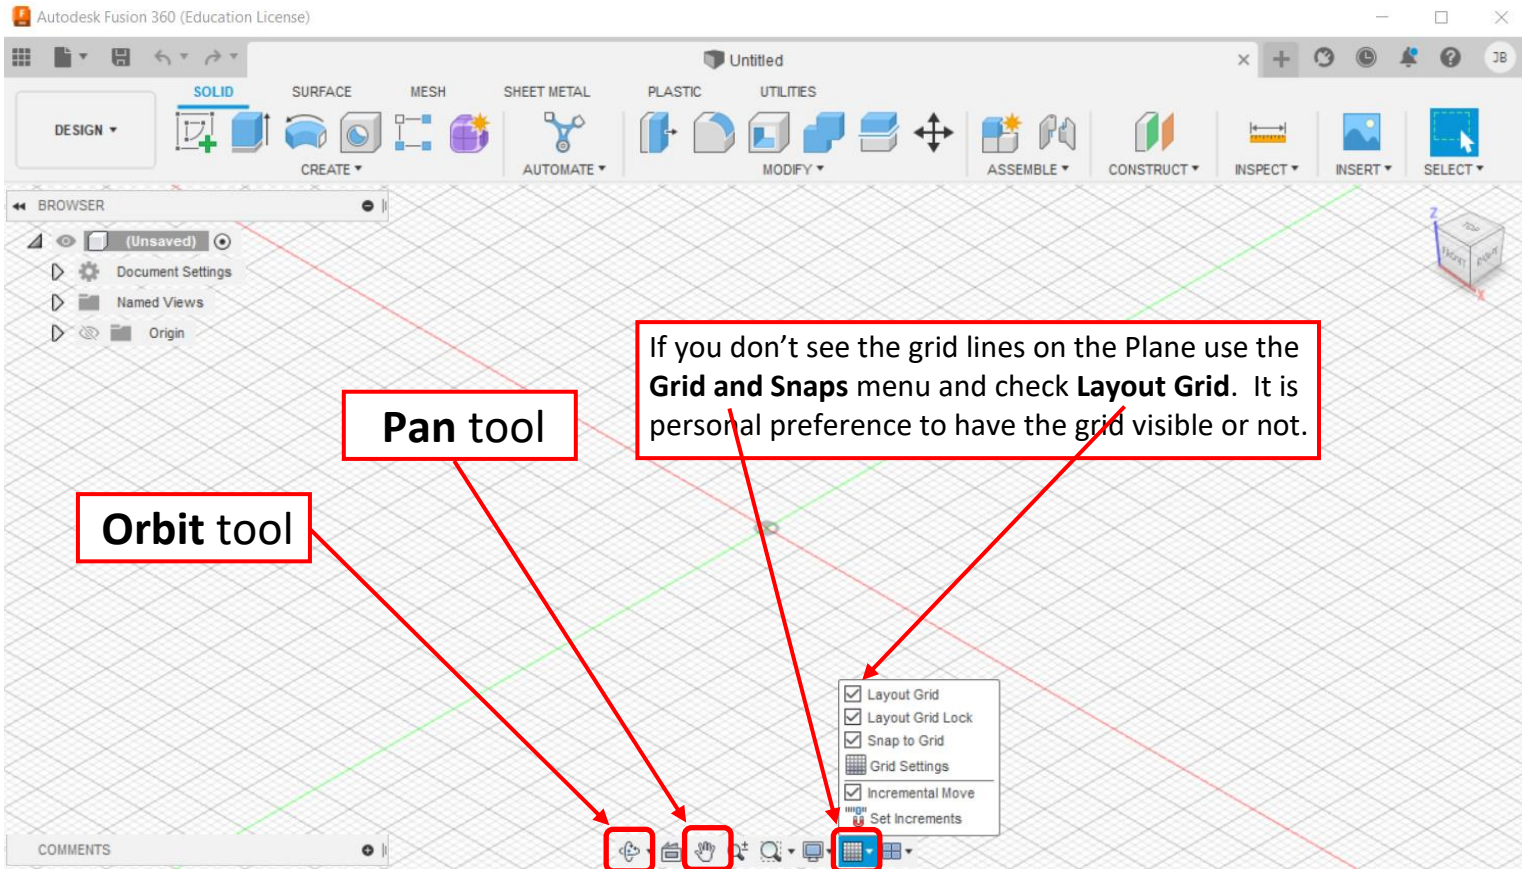 Autodesk Fusion 360 (Education License)
Untitled
JB
SOLID SURFACE MESH SHEET METAL PLASTIC UTILITIES
DESIGN
CREATE AUTOMATE MODIFY ASSEMBLE CONSTRUCT INSPECT INSERT SELECT
BROWSER
(Unsaved)
Document Settings
Named Views
Origin
Z
TOP
FRONT RIGHT
X
If you don’t see the grid lines on the Plane use the
Grid and Snaps menu and check Layout Grid. It is
personal preference to have the grid visible or not.
Pan tool
Orbit tool
Layout Grid
Layout Grid Lock
Snap to Grid
Grid Settings
Incremental Move
Set Increments
COMMENTS